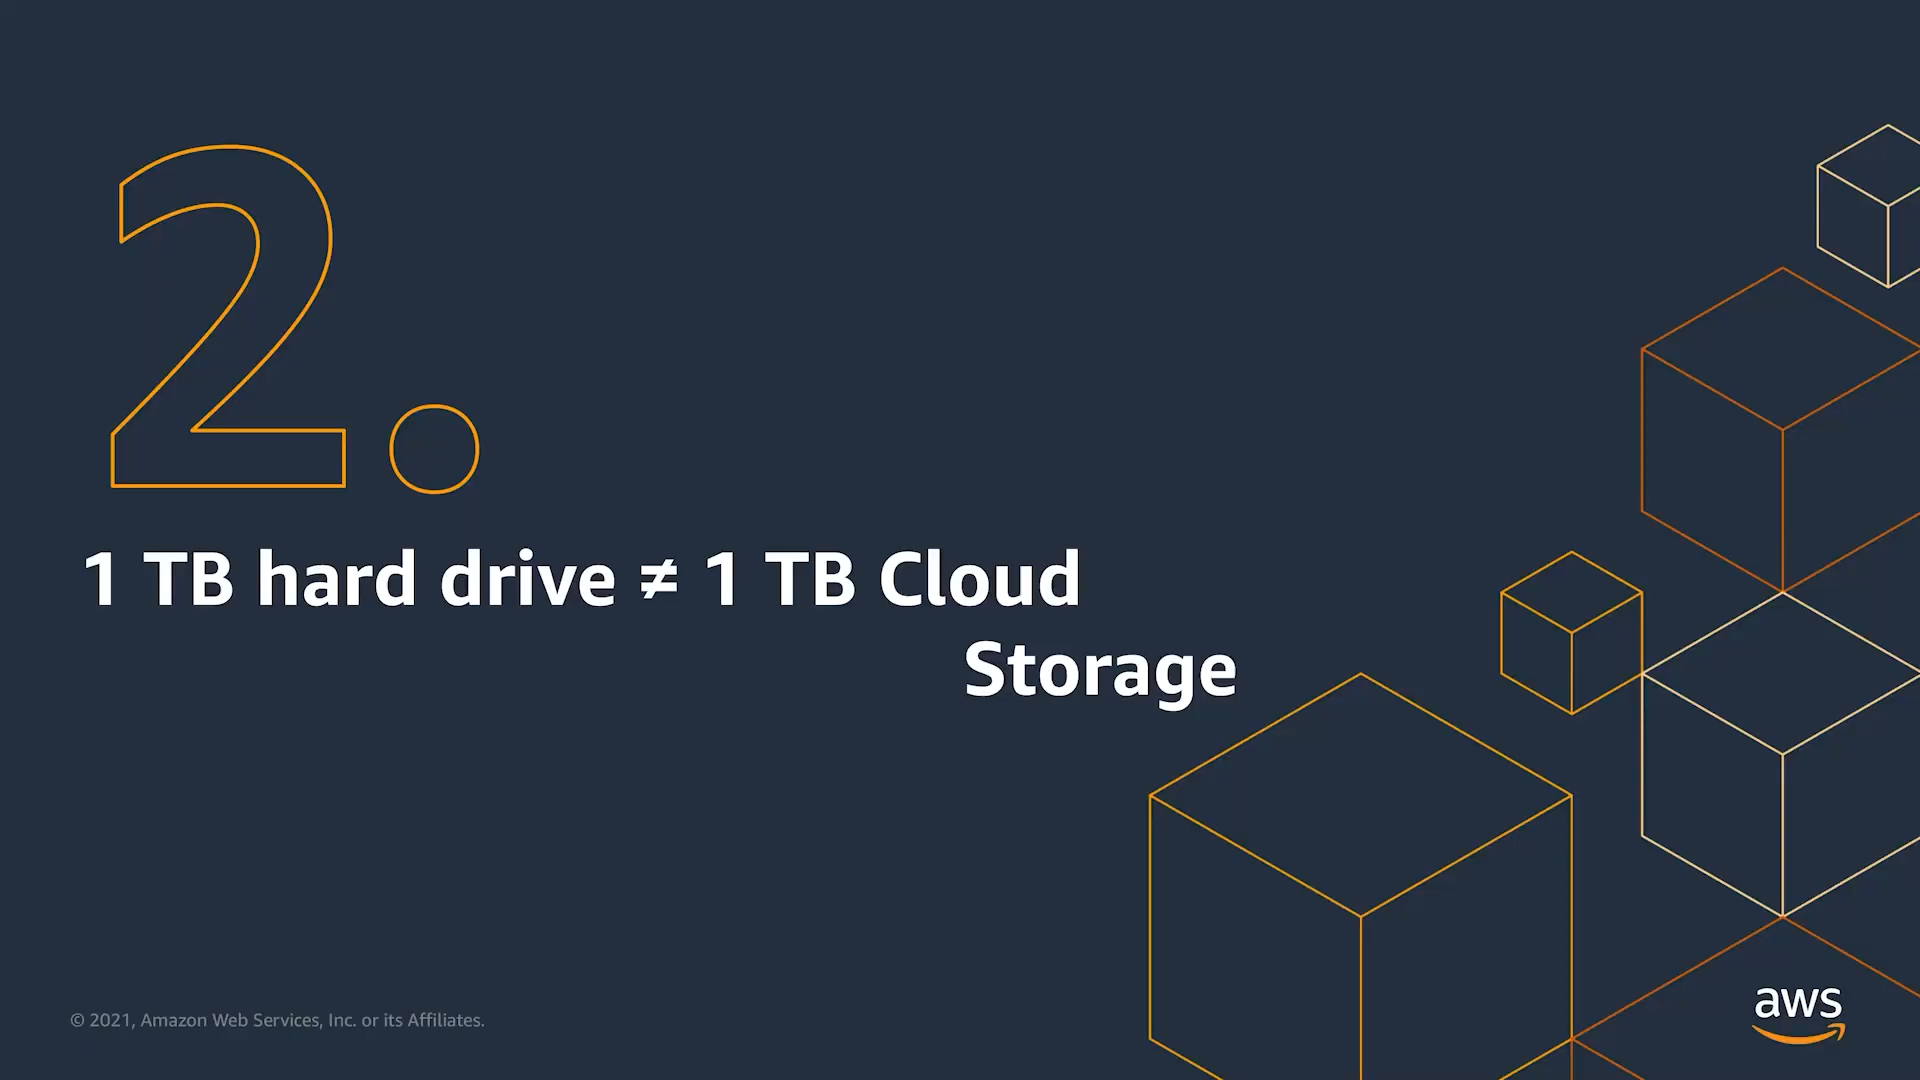 2.
1 TB hard drive ≠ 1 TB Cloud
Storage
© 2021, Amazon Web Services, Inc. or its Affiliates.
aws